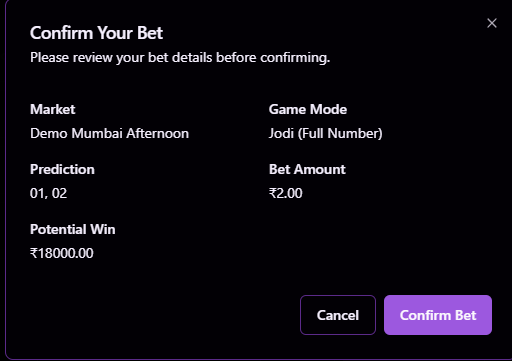 Confirm Your Bet
Please review your bet details before confirming.
Market
Game Mode
Demo Mumbai Afternoon
Jodi (Full Number)
Prediction
Bet Amount
01, 02
₹2.00
Potential Win
₹18000.00
Cancel
Confirm Bet